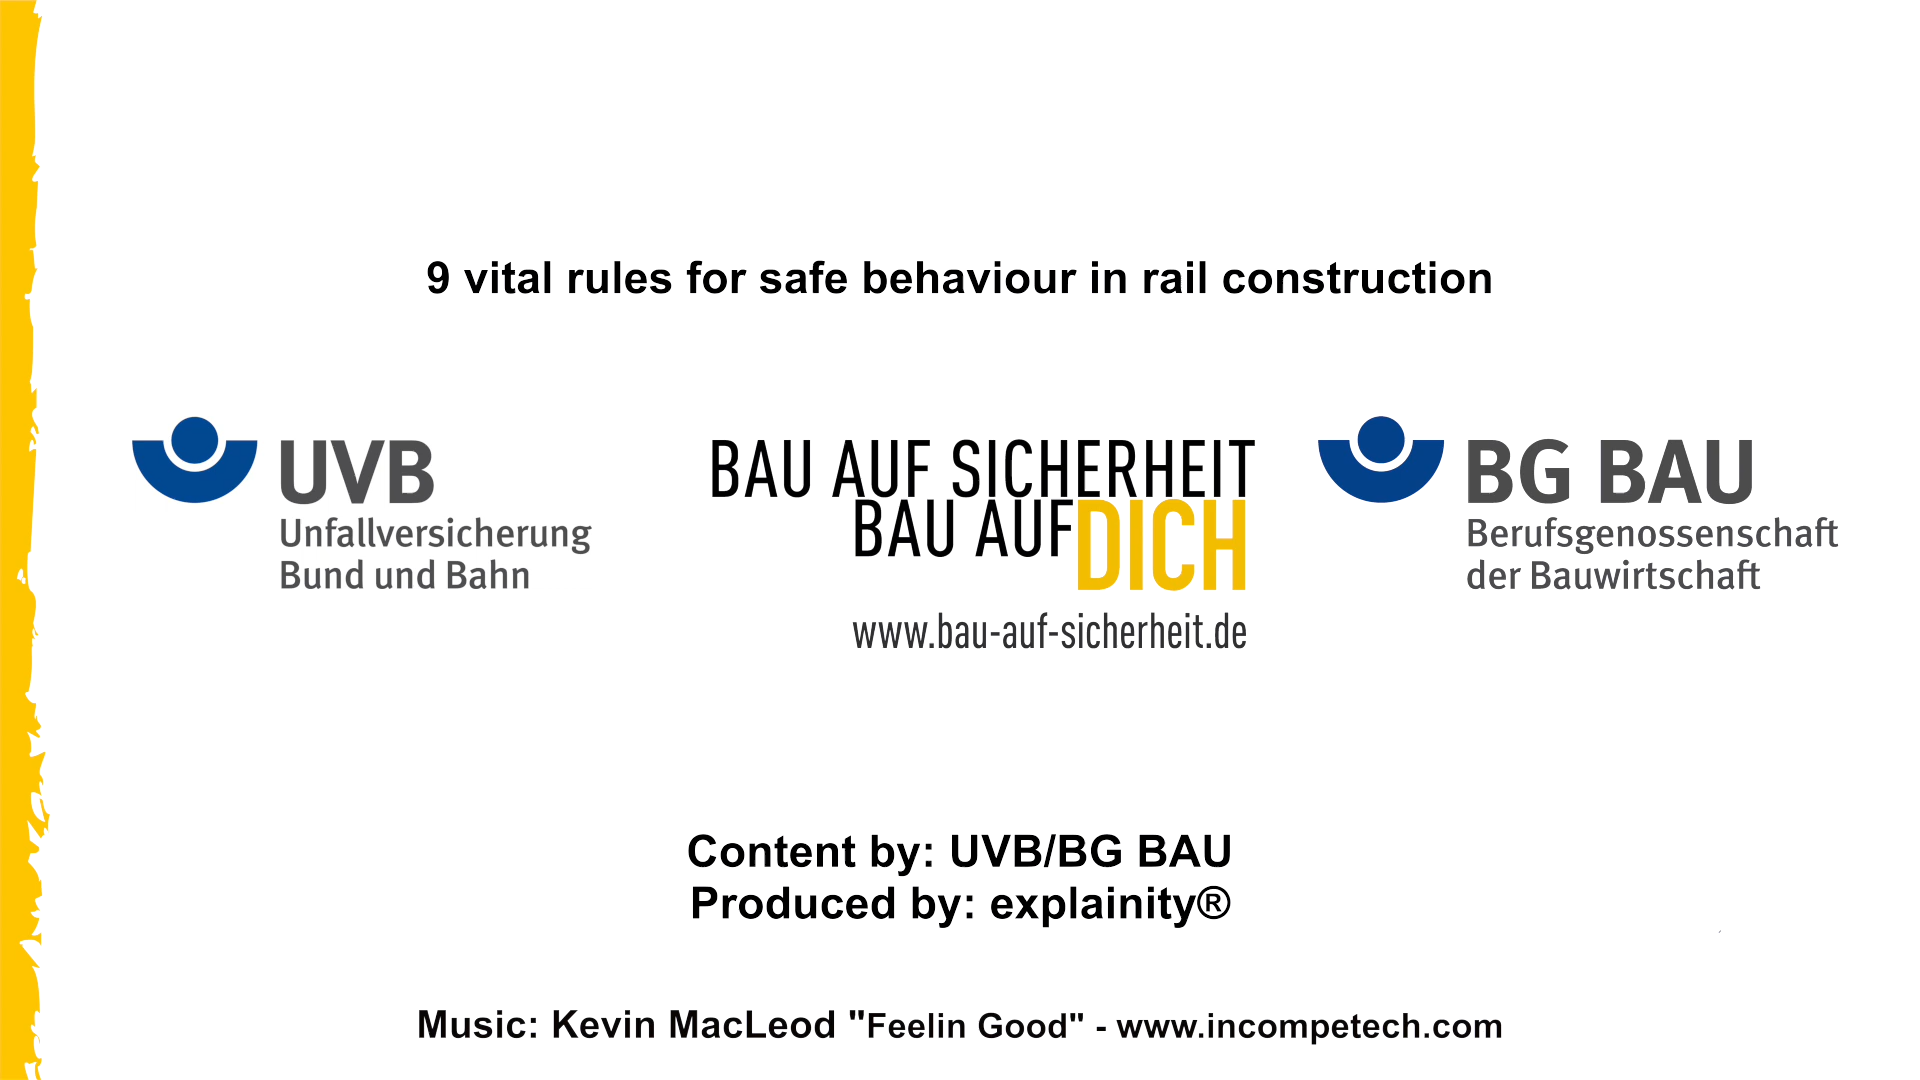 9 vital rules for safe behaviour in rail construction
UVB
Unfallversicherung
Bund und Bahn
BAU AUF SICHERHEIT
BAU AUF DICH
www.bau-auf-sicherheit.de
BG BAU
Berufsgenossenschaft
der Bauwirtschaft
Content by: UVB/BG BAU
Produced by: explainity®
Music: Kevin MacLeod "Feelin Good" - www.incompetech.com